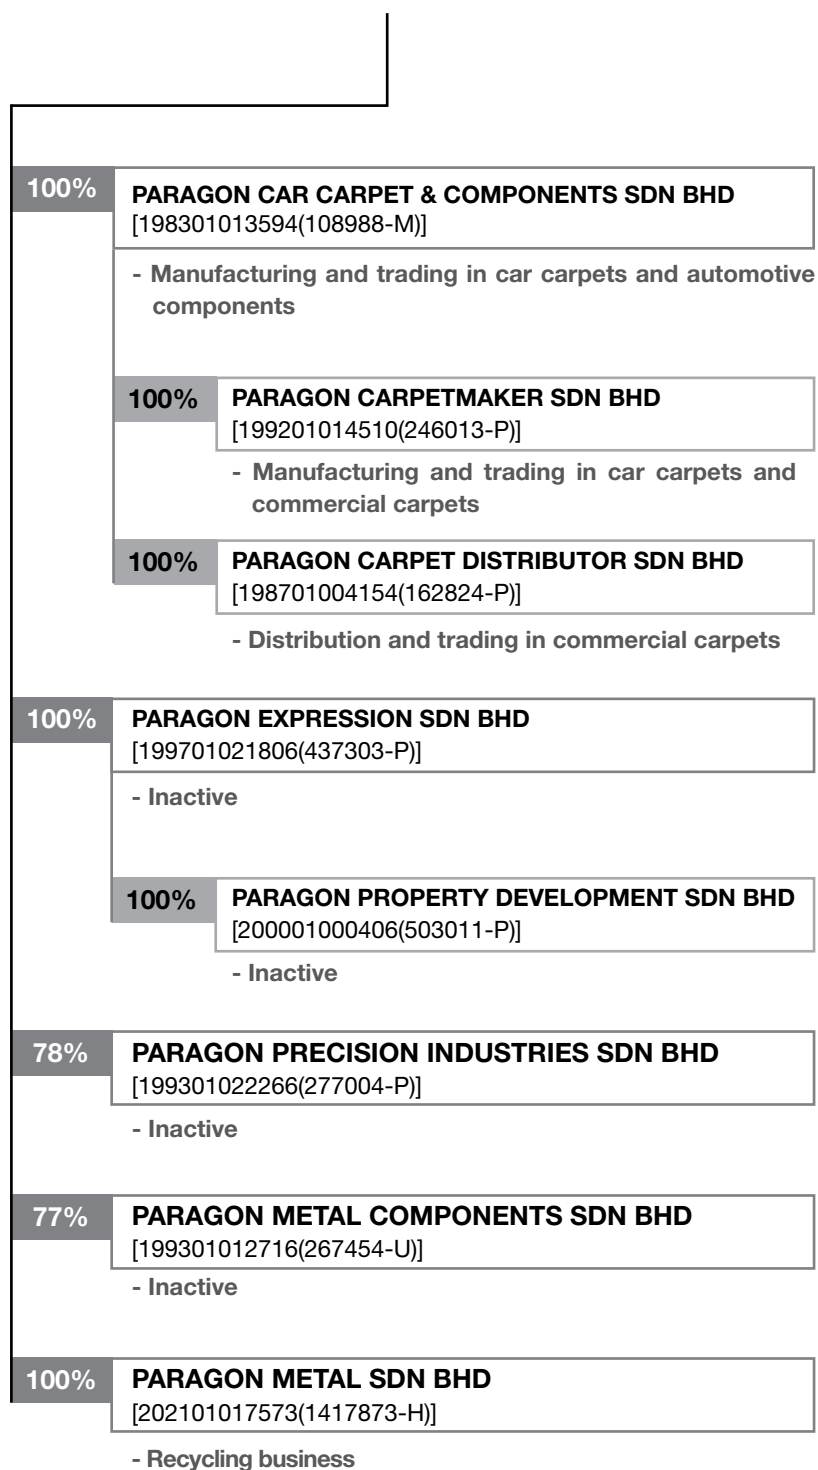 100%
PARAGON CAR CARPET & COMPONENTS SDN BHD
[198301013594(108988-M)]
- Manufacturing and trading in car carpets and automotive
components
100%
PARAGON CARPETMAKER SDN BHD
[199201014510(246013-P)]
- Manufacturing and trading in car carpets and
commercial carpets
100%
PARAGON CARPET DISTRIBUTOR SDN BHD
[198701004154(162824-P)]
- Distribution and trading in commercial carpets
100%
PARAGON EXPRESSION SDN BHD
[199701021806(437303-P)]
- Inactive
100%
PARAGON PROPERTY DEVELOPMENT SDN BHD
[200001000406(503011-P)]
- Inactive
78%
PARAGON PRECISION INDUSTRIES SDN BHD
[199301022266(277004-P)]
- Inactive
77%
PARAGON METAL COMPONENTS SDN BHD
[199301012716(267454-U)]
- Inactive
100%
PARAGON METAL SDN BHD
[202101017573(1417873-H)]
- Recycling business